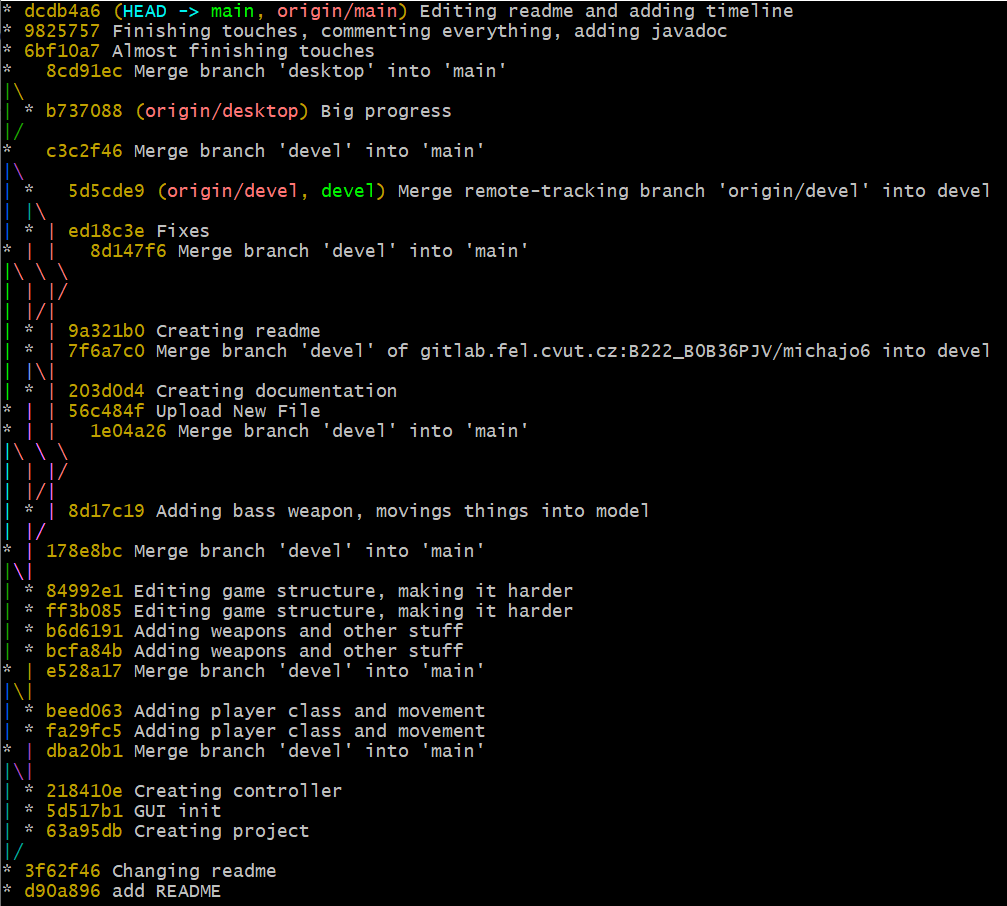 * dcdb4a6 (HEAD -> main, origin/main) Editing readme and adding timeline
* 9825757 Finishing touches, commenting everything, adding javadoc
* 6bf10a7 Almost finishing touches
*   8cd91ec Merge branch 'desktop' into 'main'
|\
| * b737088 (origin/desktop) Big progress
|/
*   c3c2f46 Merge branch 'devel' into 'main'
|\
| *   5d5cde9 (origin/devel, devel) Merge remote-tracking branch 'origin/devel' into devel
| |\
| * | ed18c3e Fixes
* | |   8d147f6 Merge branch 'devel' into 'main'
|\ \ \
| | |/
| |/|
| * | 9a321b0 Creating readme
| * | 7f6a7c0 Merge branch 'devel' of gitlab.fel.cvut.cz:B222_B0B36PJV/michajo6 into devel
| |\|
| * | 203d0d4 Creating documentation
* | | 56c484f Upload New File
* | |   1e04a26 Merge branch 'devel' into 'main'
|\ \ \
| | |/
| |/|
| * | 8d17c19 Adding bass weapon, movings things into model
| |/
* | 178e8bc Merge branch 'devel' into 'main'
|\|
| * 84992e1 Editing game structure, making it harder
| * ff3b085 Editing game structure, making it harder
| * b6d6191 Adding weapons and other stuff
| * bcfa84b Adding weapons and other stuff
* | e528a17 Merge branch 'devel' into 'main'
|\|
| * beed063 Adding player class and movement
| * fa29fc5 Adding player class and movement
* | dba20b1 Merge branch 'devel' into 'main'
|\|
| * 218410e Creating controller
| * 5d517b1 GUI init
| * 63a95db Creating project
|/
* 3f62f46 Changing readme
* d90a896 add README